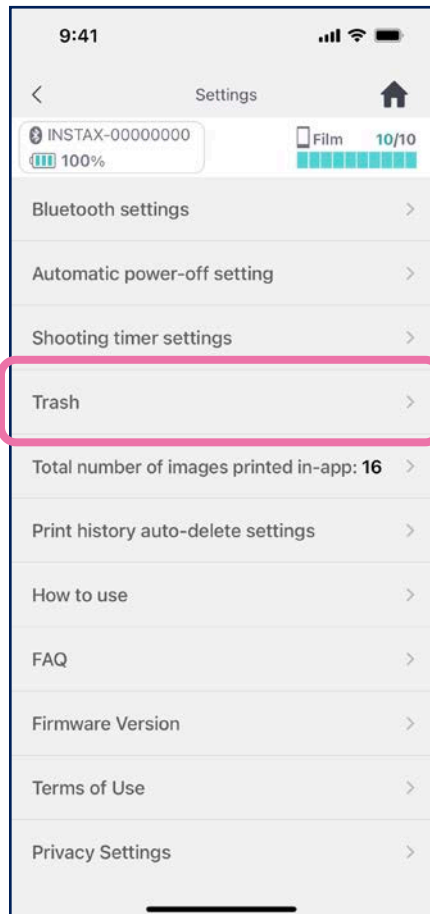 9:41
Settings
INSTAX-00000000 Film 10/10
100%
Bluetooth settings
Automatic power-off setting
Shooting timer settings
Trash
Total number of images printed in-app: 16
Print history auto-delete settings
How to use
FAQ
Firmware Version
Terms of Use
Privacy Settings